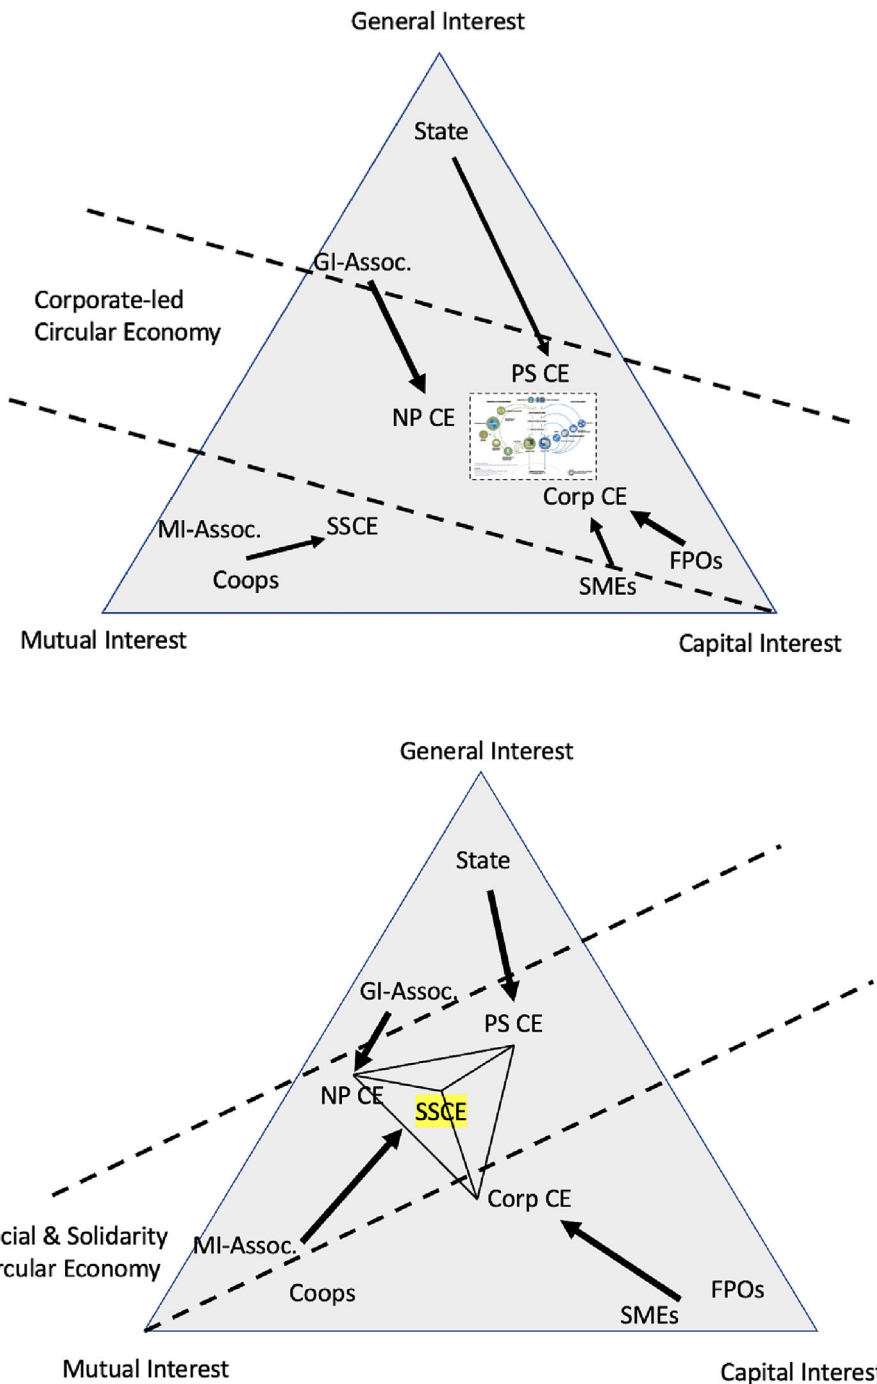 General Interest
State
GI-Assoc.
Corporate-led
Circular Economy
PS CE
NP CE
Corp CE
MI-Assoc.
SSCE
FPOs
Coops
SMEs
Mutual Interest
Capital Interest
General Interest
State
GI-Assoc.
PS CE
NP CE
SSCE
Corp CE
cial & Solidarity
MI-Assoc.
rcular Economy
Coops
FPOs
SMEs
Mutual Interest
Capital Interest